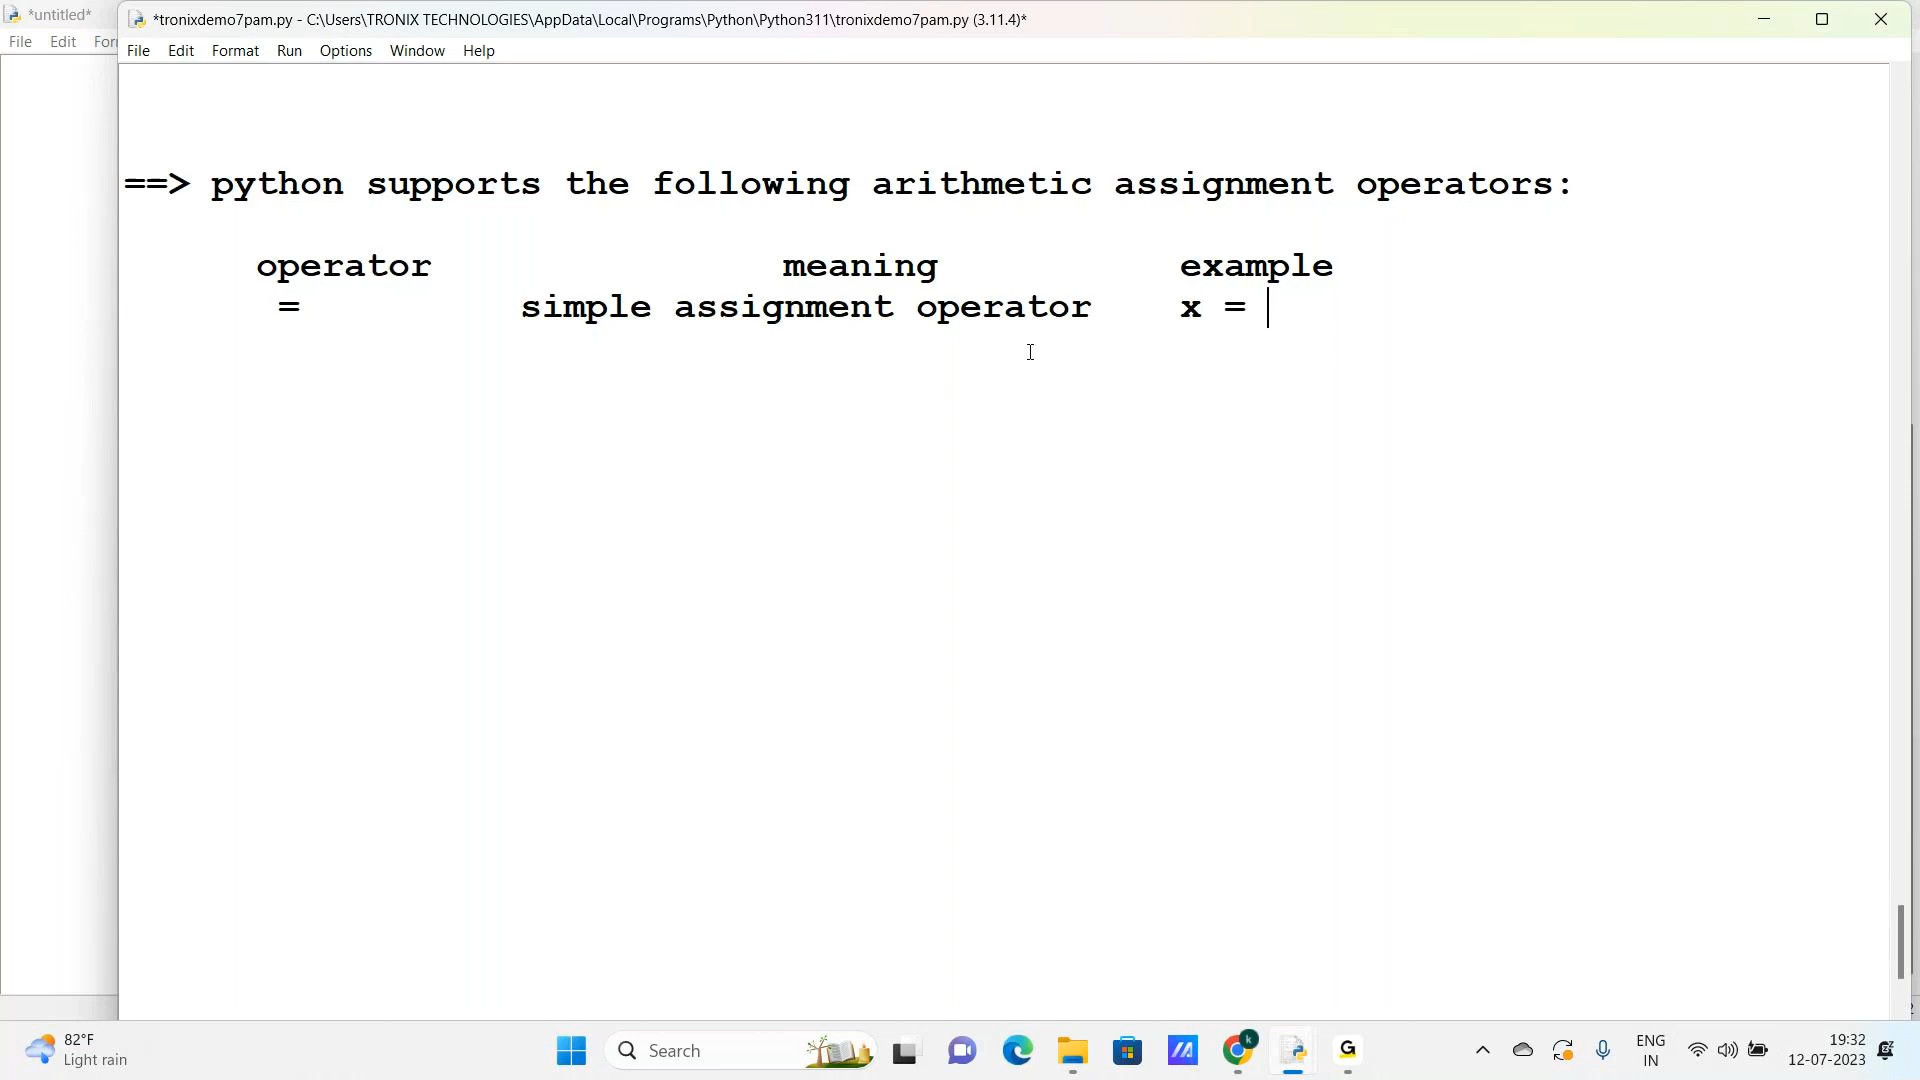 *untitled*
File Edit
*tronixdemo7pam.py - C:\Users\TRONIX TECHNOLOGIES\AppData\Local\Programs\Python\Python311\tronixdemo7pam.py (3.11.4)*
File Edit Format Run Options Window Help
==> python supports the following arithmetic assignment operators:
operator meaning example
= simple assignment operator x =
82°F
Light rain
Search
ENG
IN
19:32
12-07-2023